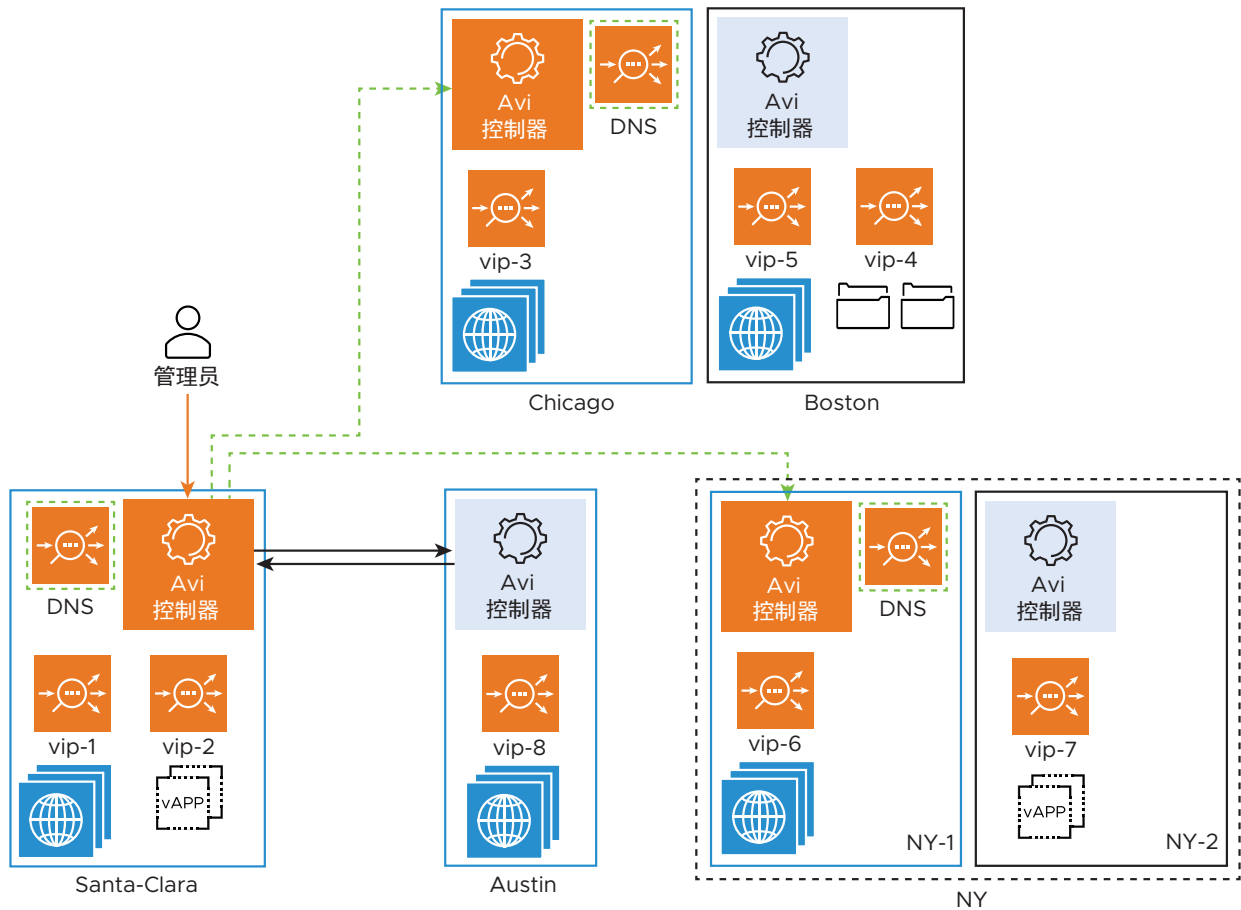 Avi
控制器
DNS
vip-3
Chicago
Avi
控制器
vip-5
vip-4
Boston
管理员
DNS
Avi
控制器
vip-1
vip-2
vAPP
Santa-Clara
Avi
控制器
vip-8
Austin
Avi
控制器
DNS
vip-6
NY-1
Avi
控制器
vip-7
vAPP
NY-2
NY